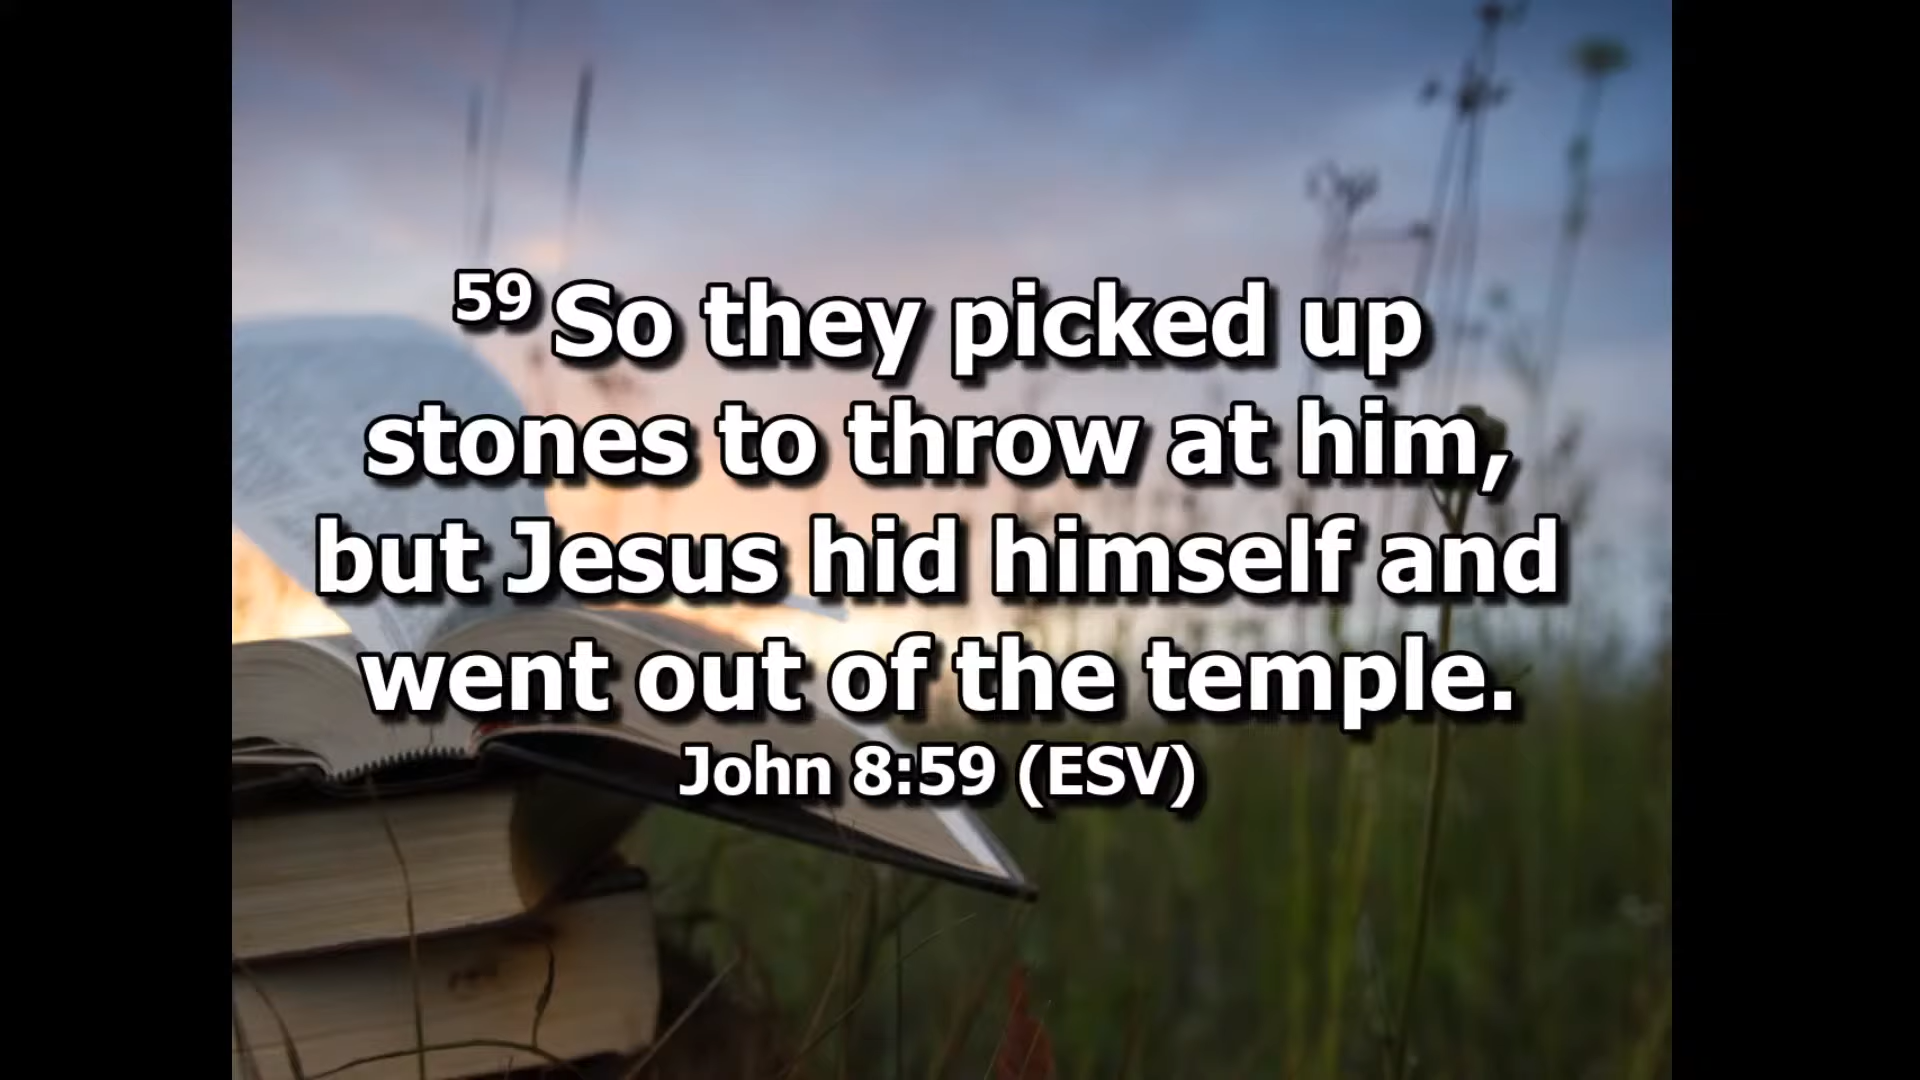 59 So they picked up
stones to throw at him,
but Jesus hid himself and
went out of the temple.
John 8:59 (ESV)